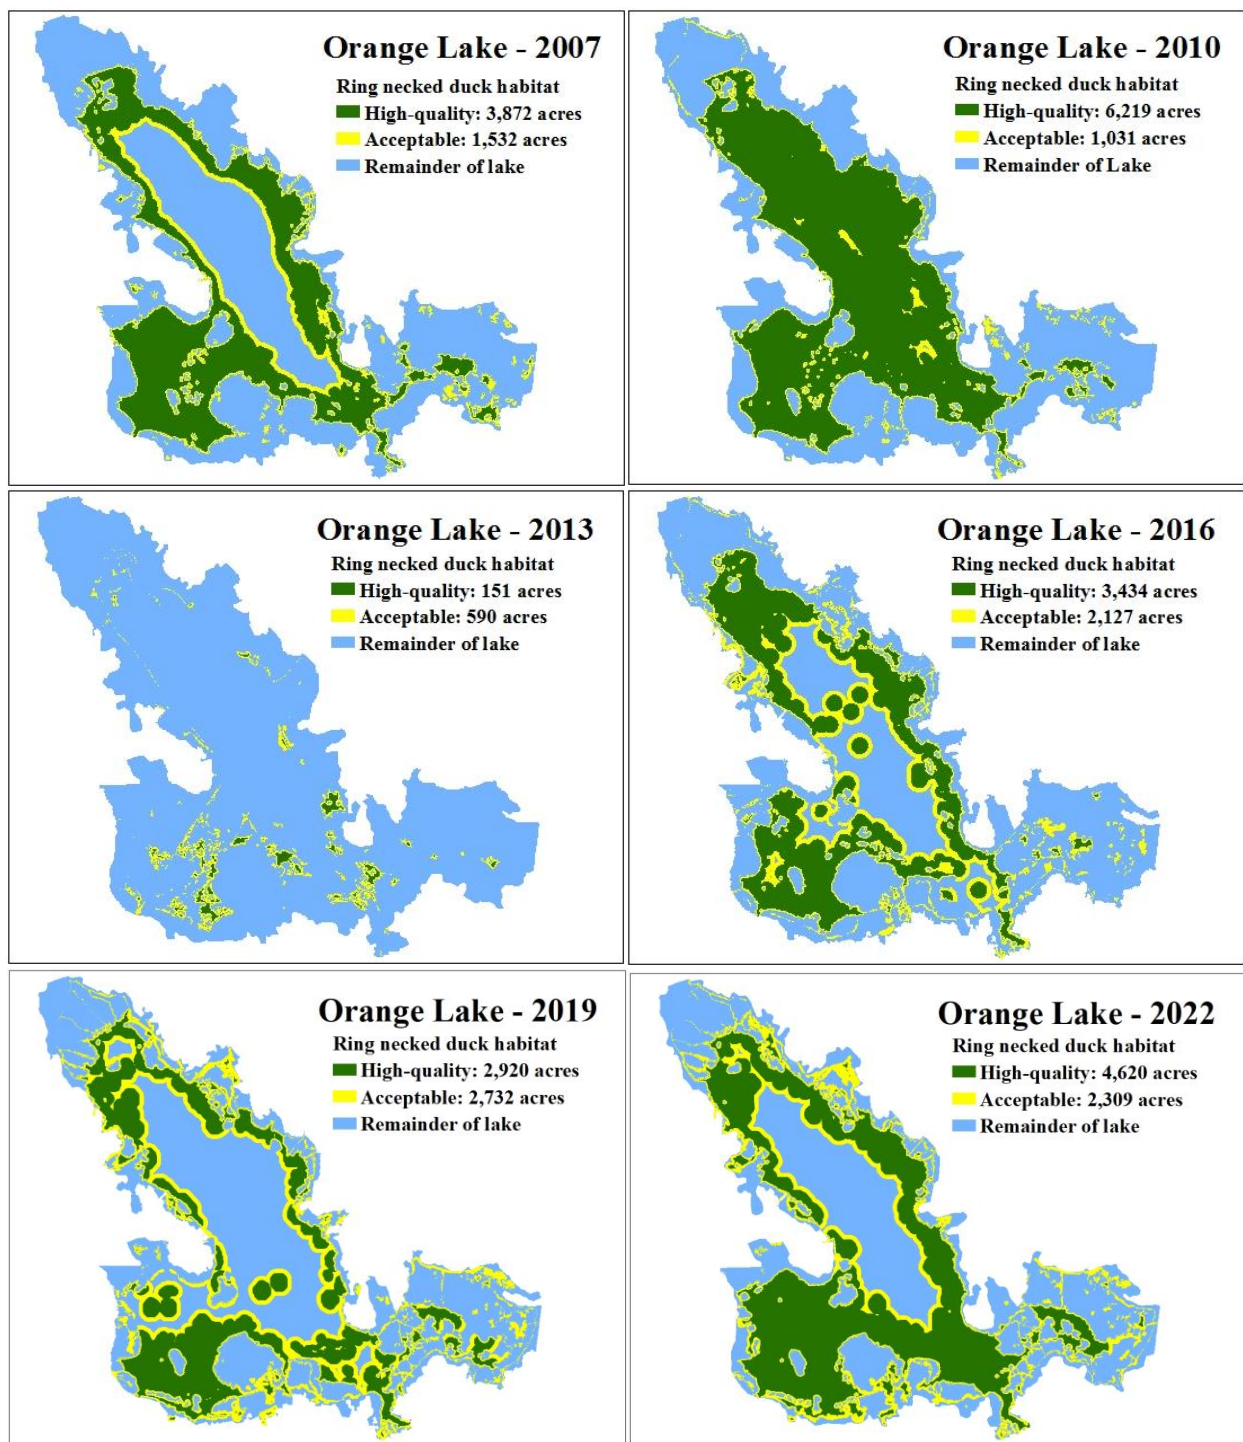 Orange Lake - 2007
Ring necked duck habitat
High-quality: 3,872 acres
Acceptable: 1,532 acres
Remainder of lake
Orange Lake - 2010
Ring necked duck habitat
High-quality: 6,219 acres
Acceptable: 1,031 acres
Remainder of Lake
Orange Lake - 2013
Ring necked duck habitat
High-quality: 151 acres
Acceptable: 590 acres
Remainder of lake
Orange Lake - 2016
Ring necked duck habitat
High-quality: 3,434 acres
Acceptable: 2,127 acres
Remainder of lake
Orange Lake - 2019
Ring necked duck habitat
High-quality: 2,920 acres
Acceptable: 2,732 acres
Remainder of lake
Orange Lake - 2022
Ring necked duck habitat
High-quality: 4,620 acres
Acceptable: 2,309 acres
Remainder of lake